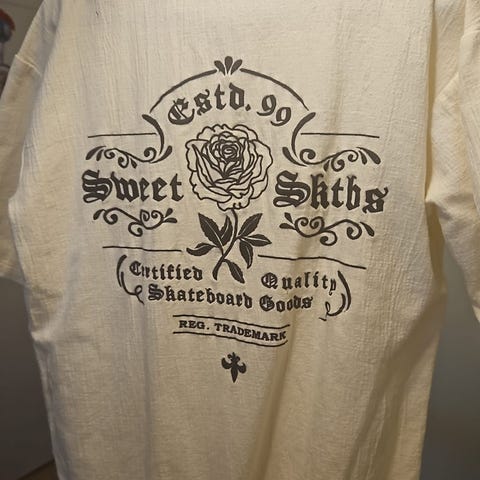 Estd. 99
Sweet Sktbs
Certified Quality
Skateboard Goods
REG. TRADEMARK